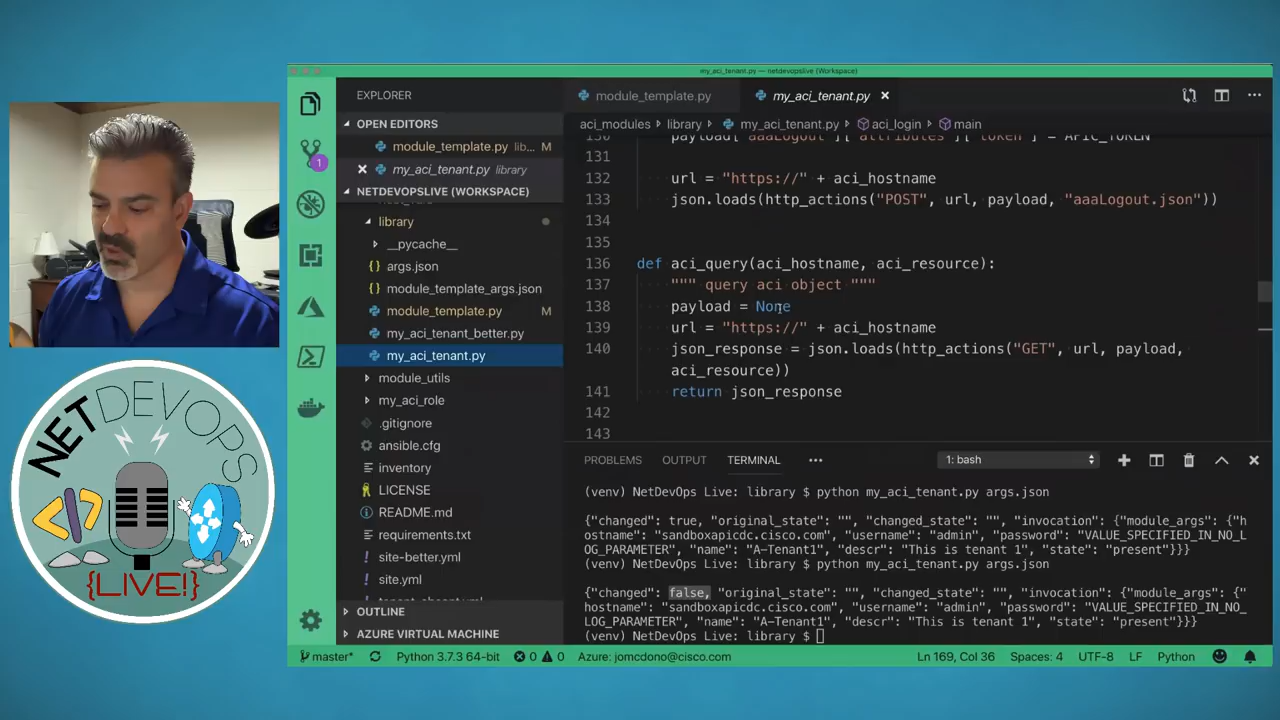 my_aci_tenant.py — netdevopslive (Workspace)
EXPLORER
module_template.py
my_aci_tenant.py
OPEN EDITORS
module_template.py lib... M
my_aci_tenant.py library
NETDEVOPSLIVE (WORKSPACE)
library
__pycache__
args.json
module_template_args.json
module_template.py M
my_aci_tenant_better.py
my_aci_tenant.py
module_utils
my_aci_role
.gitignore
ansible.cfg
inventory
LICENSE
README.md
requirements.txt
site-better.yml
site.yml
OUTLINE
AZURE VIRTUAL MACHINE
1
aci_modules › library › my_aci_tenant.py › aci_login › main
130 payload["aaaLogout"]["attributes"]["token"] = APIC_TOKEN
131
132 url = "https://" + aci_hostname
133 json.loads(http_actions("POST", url, payload, "aaaLogout.json"))
134
135
136 def aci_query(aci_hostname, aci_resource):
137 """ query aci object """
138 payload = None
139 url = "https://" + aci_hostname
140 json_response = json.loads(http_actions("GET", url, payload,
aci_resource))
141 return json_response
142
143
PROBLEMS OUTPUT TERMINAL ••• 1: bash
(venv) NetDevOps Live: library $ python my_aci_tenant.py args.json
{"changed": true, "original_state": "", "changed_state": "", "invocation": {"module_args": {"h
ostname": "sandboxapicdc.cisco.com", "username": "admin", "password": "VALUE_SPECIFIED_IN_NO_L
OG_PARAMETER", "name": "A-Tenant1", "descr": "This is tenant 1", "state": "present"}}}
(venv) NetDevOps Live: library $ python my_aci_tenant.py args.json
{"changed": false, "original_state": "", "changed_state": "", "invocation": {"module_args": {"
hostname": "sandboxapicdc.cisco.com", "username": "admin", "password": "VALUE_SPECIFIED_IN_NO_
LOG_PARAMETER", "name": "A-Tenant1", "descr": "This is tenant 1", "state": "present"}}}
(venv) NetDevOps Live: library $
master* Python 3.7.3 64-bit 0 0 Azure: jomcdono@cisco.com Ln 169, Col 36 Spaces: 4 UTF-8 LF Python
NETDEVOPS
</>
{LIVE!}